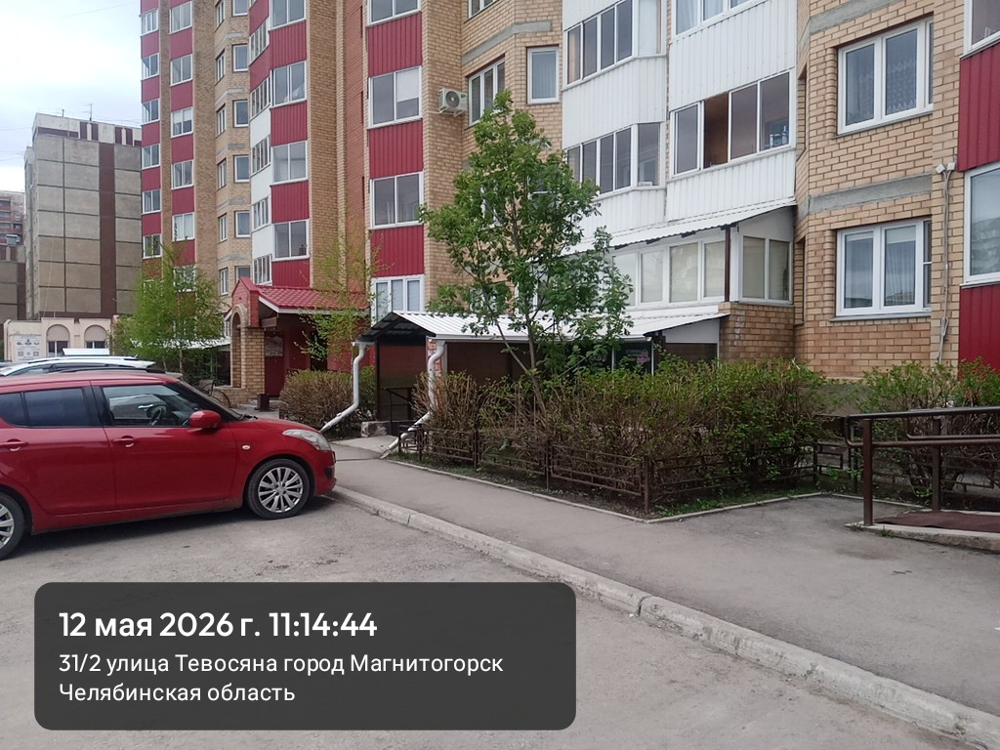 12 мая 2026 г. 11:14:44
31/2 улица Тевосяна город Магнитогорск
Челябинская область